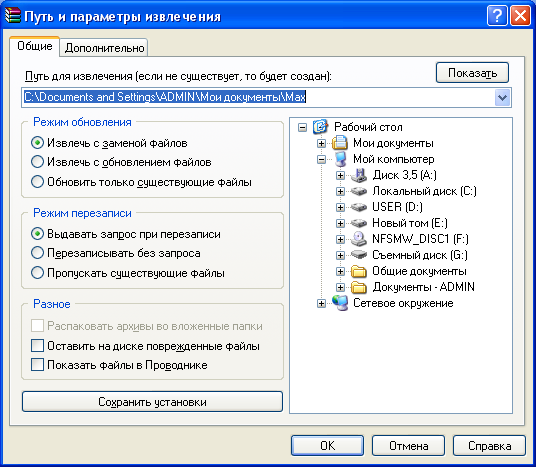 Путь и параметры извлечения
Общие
Дополнительно
Путь для извлечения (если не существует, то будет создан):
Показать
C:\Documents and Settings\ADMIN\Мои документы\Max
Режим обновления
Извлечь с заменой файлов
Извлечь с обновлением файлов
Обновить только существующие файлы
Режим перезаписи
Выдавать запрос при перезаписи
Перезаписывать без запроса
Пропускать существующие файлы
Разное
Распаковать архивы во вложенные папки
Оставить на диске поврежденные файлы
Показать файлы в Проводнике
Сохранить установки
Рабочий стол
Мои документы
Мой компьютер
Диск 3,5 (A:)
Локальный диск (C:)
USER (D:)
Новый том (E:)
NFSMW_DISC1 (F:)
Съемный диск (G:)
Общие документы
Документы - ADMIN
Сетевое окружение
OK
Отмена
Справка